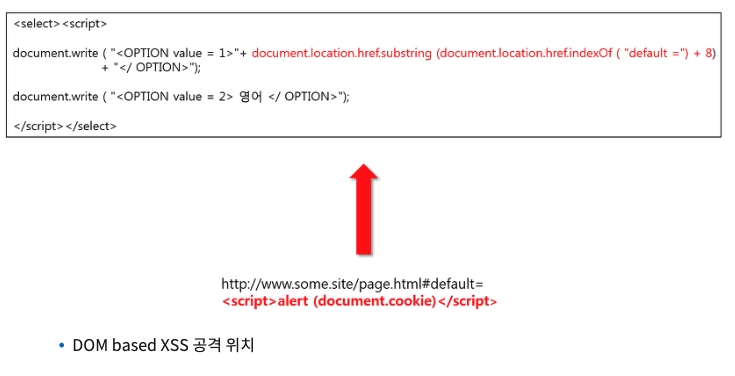 <select><script>
document.write ( "<OPTION value = 1>"+ document.location.href.substring (document.location.href.indexOf ( "default =") + 8)
+ "</ OPTION>");
document.write ( "<OPTION value = 2> 영어 </ OPTION>");
</script></select>
http://www.some.site/page.html#default=
<script>alert (document.cookie)</script>
• DOM based XSS 공격 위치